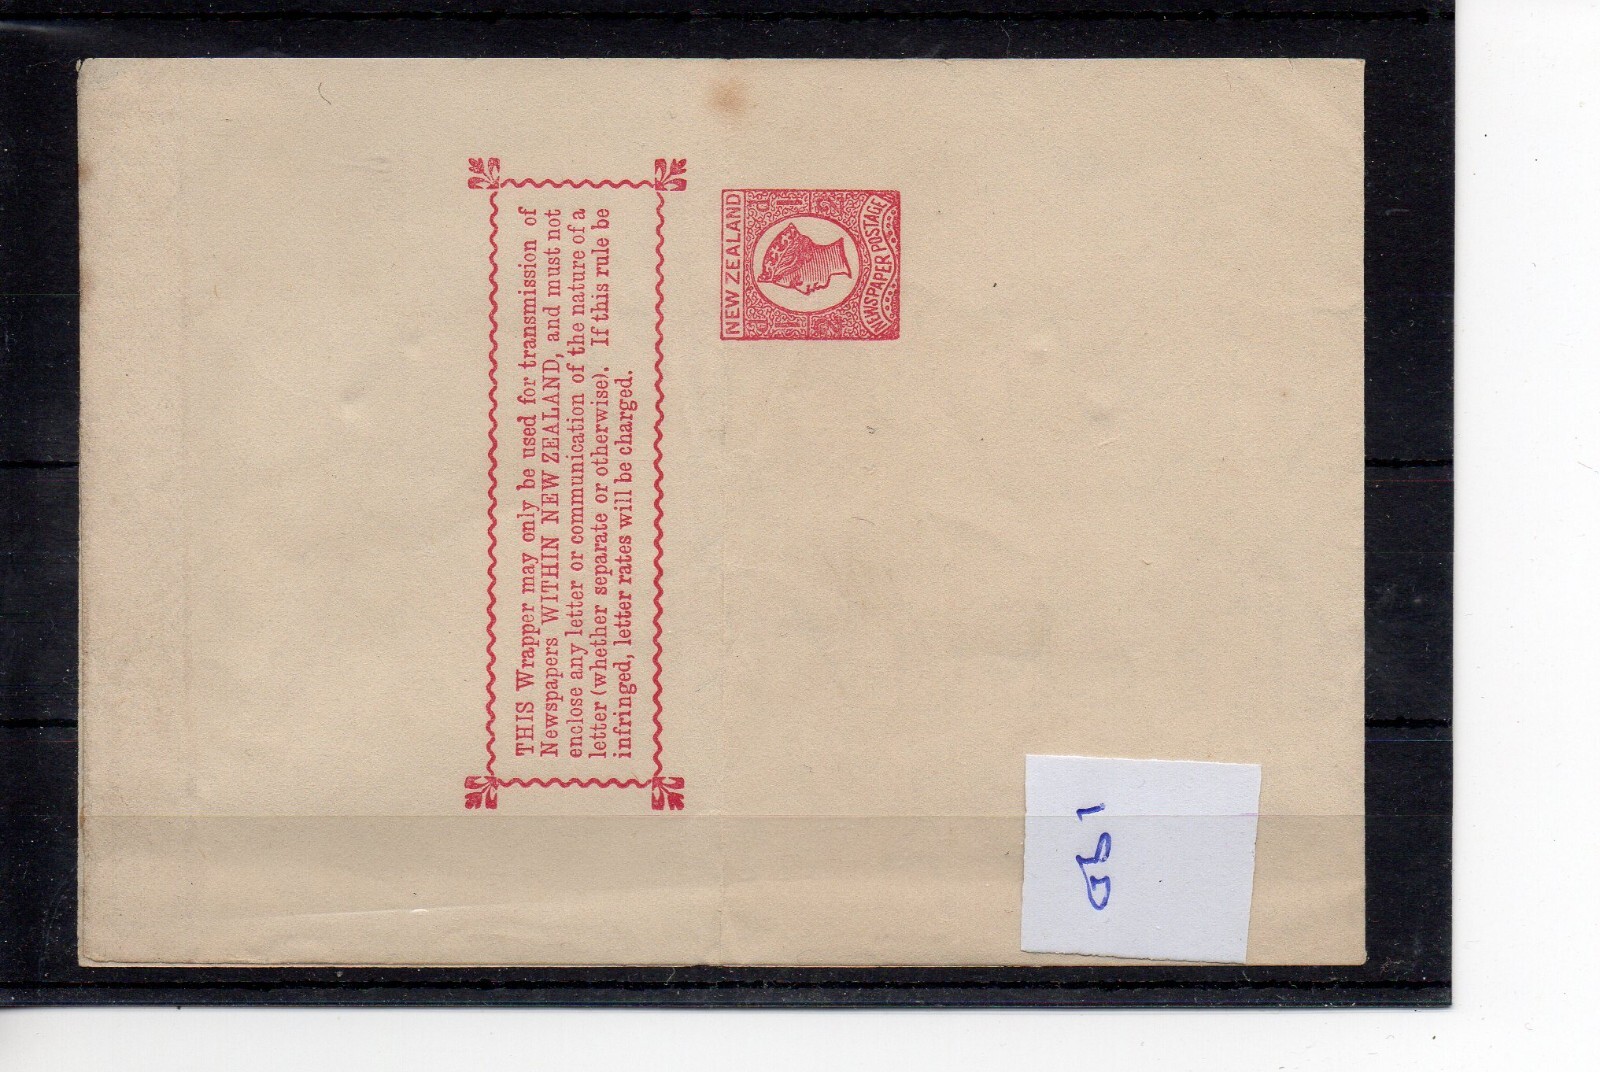 THIS Wrapper may only be used for transmission of
Newspapers WITHIN NEW ZEALAND, and must not
enclose any letter or communication of the nature of a
letter (whether separate or otherwise). If this rule be
infringed, letter rates will be charged.
NEW ZEALAND
NEWSPAPER POSTAGE